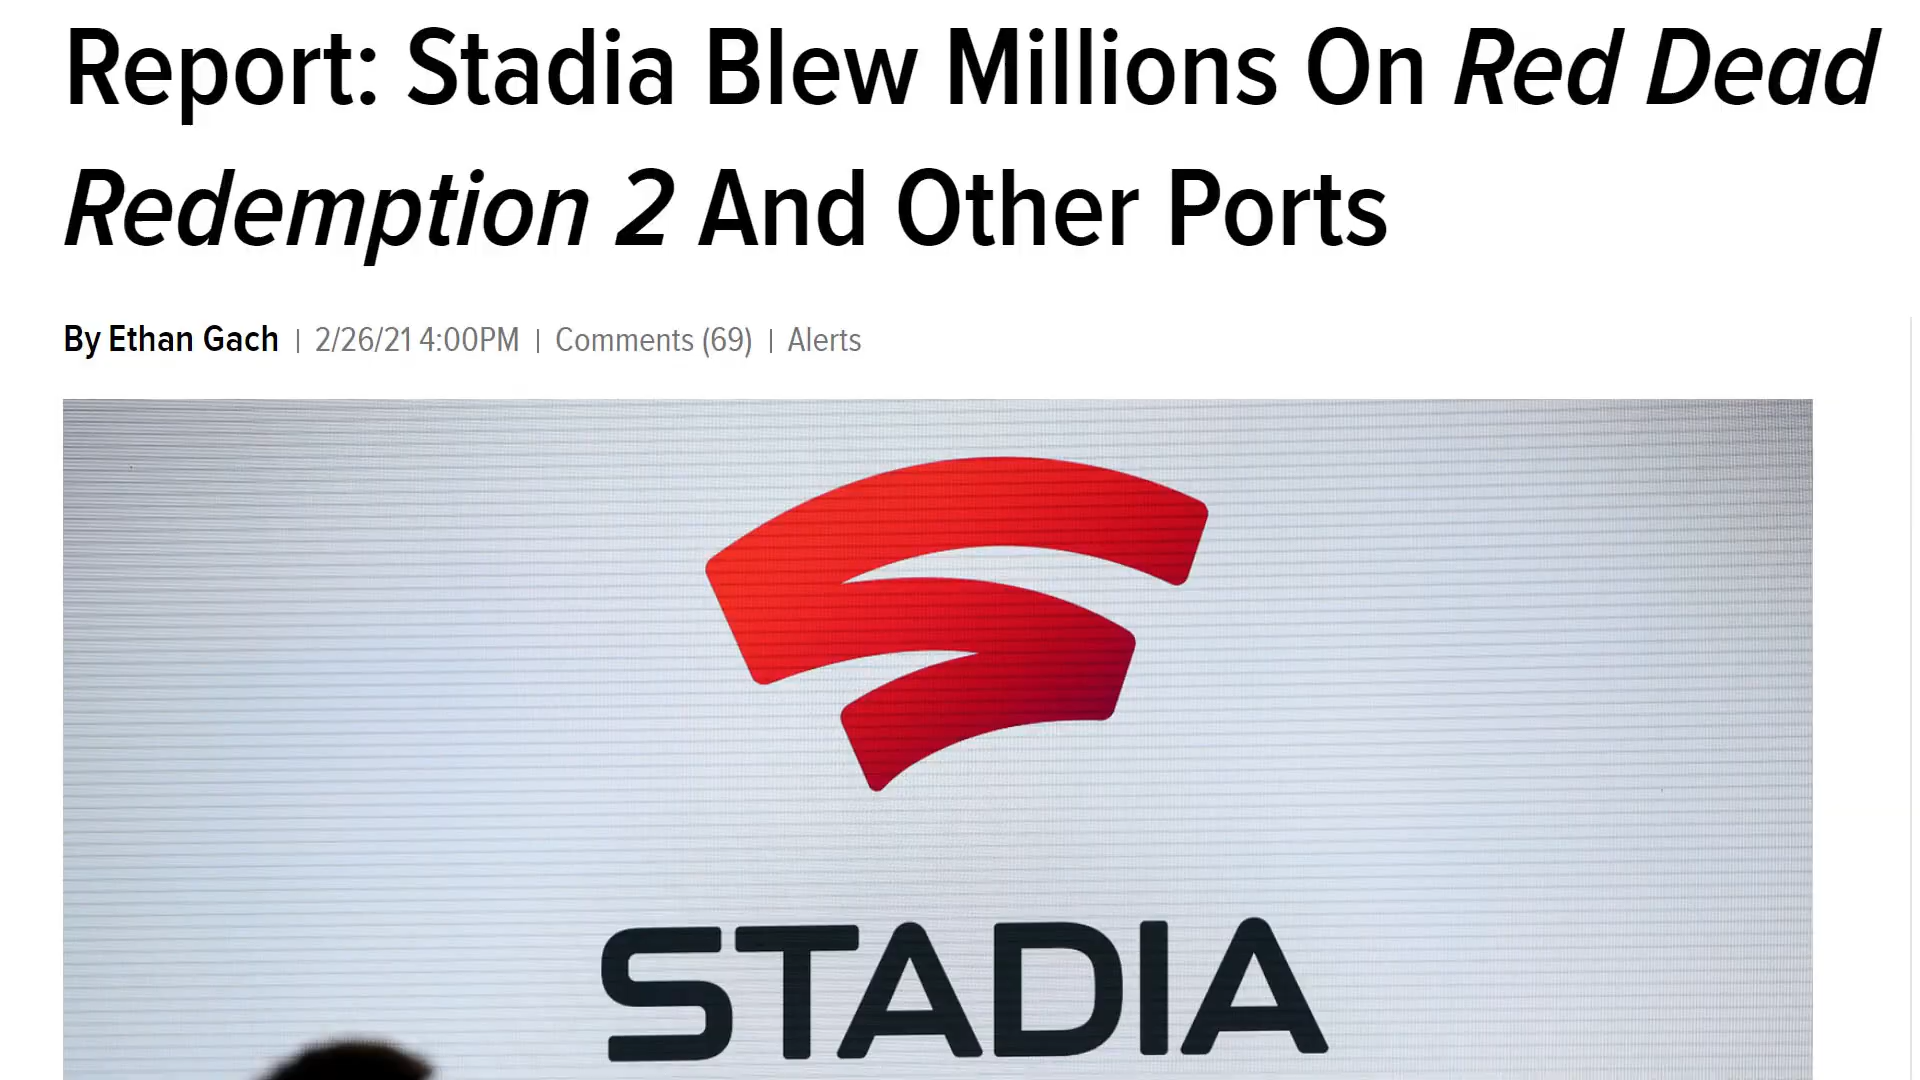 Report: Stadia Blew Millions On Red Dead
Redemption 2 And Other Ports
By Ethan Gach | 2/26/21 4:00PM | Comments (69) | Alerts
STADIA